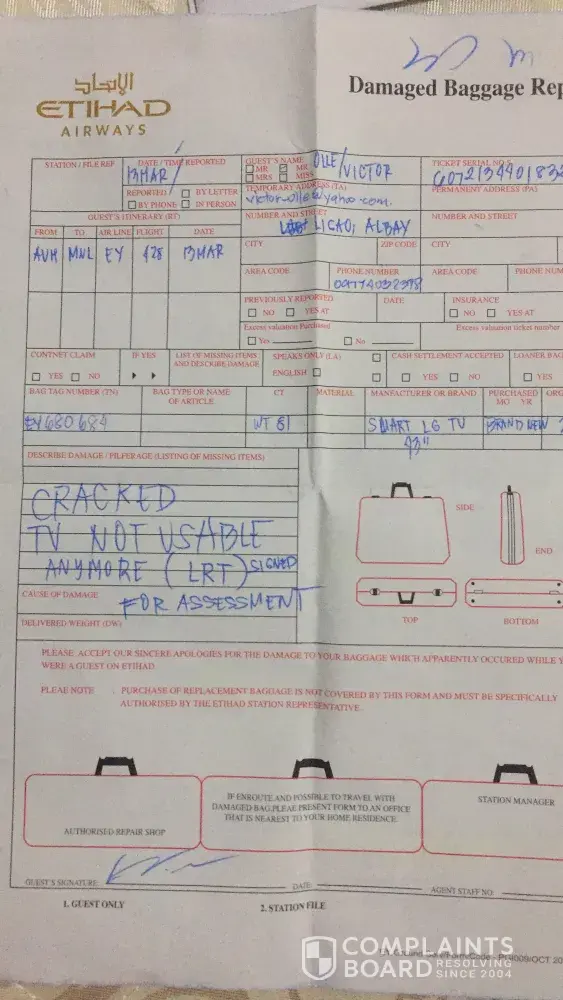 الإتحاد
ETIHAD
AIRWAYS
Damaged Baggage Rep
STATION / FILE REF
DATE / TIME REPORTED
13MAR/
REPORTED
BY LETTER
BY PHONE
IN PERSON
GUEST'S NAME
MR
MR
MRS
MISS
OLLE/VICTOR
TICKET SERIAL NO.S
TEMPORARY ADDRESS (TA)
PERMANENT ADDRESS (PA)
GUEST'S ITINERARY (RT)
NUMBER AND STREET
LIGAO, ALBAY
NUMBER AND STREET
FROM TO AIR LINE FLIGHT DATE
AUH MNL EY 428 13MAR
CITY
ZIP CODE
CITY
AREA CODE
PHONE NUMBER
AREA CODE
PHONE NUM
PREVIOUSLY REPORTED
DATE
INSURANCE
NO YES AT
NO YES AT
Excess valuation Purchased
Excess valuation ticket number
Yes
No
CONTNET CLAIM
IF YES
LIST OF MISSING ITEMS
AND DESCRIBE DAMAGE
SPEAKS ONLY (LA)
CASH SETTLEMENT ACCEPTED
LOANER BAG
YES NO
ENGLISH
YES NO
YES
BAG TAG NUMBER (TN)
BAG TYPE OR NAME
OF ARTICLE
CT
MATERIAL
MANUFACTURER OR BRAND
PURCHASED
MO YR
EY680684
WT 81
SMART LG TV
43"
BRAND NEW
DESCRIBE DAMAGE / PILFERAGE (LISTING OF MISSING ITEMS)
CRACKED
TV NOT USABLE
ANYMORE (LRT) SIGNED
CAUSE OF DAMAGE
FOR ASSESSMENT
DELIVERED WEIGHT (DW)
SIDE
END
TOP
BOTTOM
PLEASE ACCEPT OUR SINCERE APOLOGIES FOR THE DAMAGE TO YOUR BAGGAGE WHICH APPARENTLY OCCURED WHILE Y
WERE A GUEST ON ETIHAD.
PLEAE NOTE : PURCHASE OF REPLACEMENT BAGGAGE IS NOT COVERED BY THIS FORM AND MUST BE SPECIFICALLY
AUTHORISED BY THE ETIHAD STATION REPRESENTATIVE.
AUTHORISED REPAIR SHOP
IF ENROUTE AND POSSIBLE TO TRAVEL WITH
DAMAGED BAG,PLEAE PRESENT FORM TO AN OFFICE
THAT IS NEAREST TO YOUR HOME RESIDENCE.
STATION MANAGER
GUEST'S SIGNATURE:
DATE:
AGENT STAFF NO.
1. GUEST ONLY
2. STATION FILE
COMPLAINTS
BOARD RESOLVING
SINCE 2004